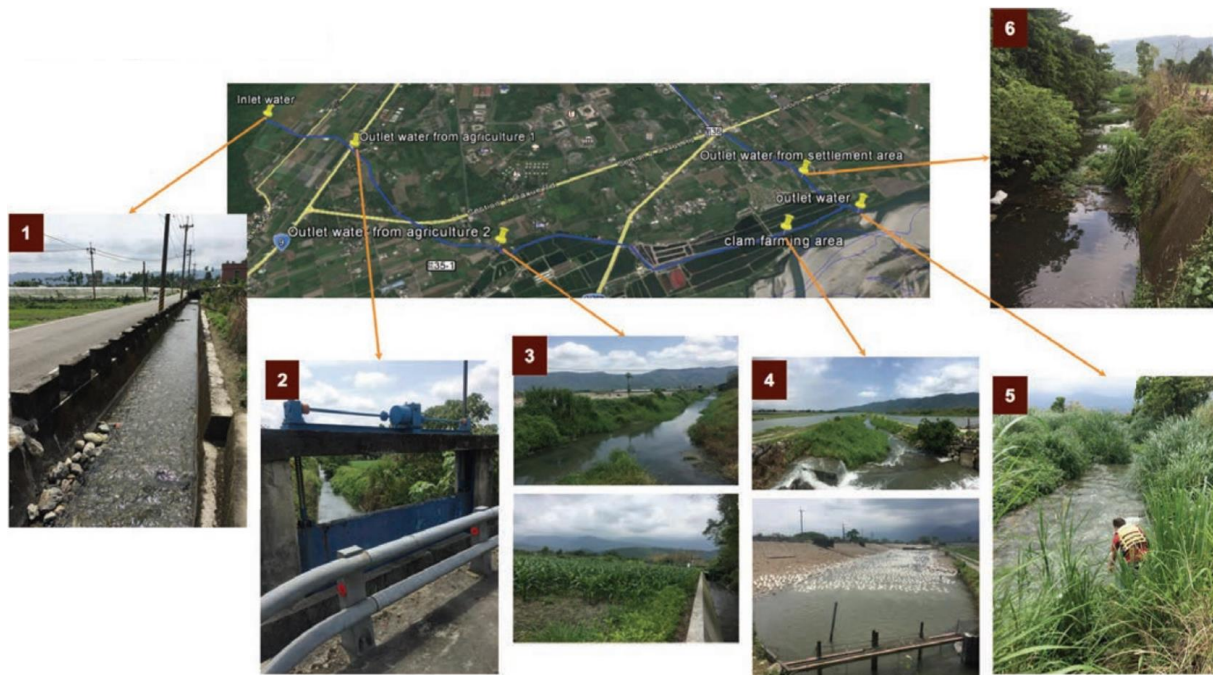 6
Inlet water
Outlet water from agriculture 1
Outlet water from settlement area
1
outlet water
Outlet water from agriculture 2
clam farming area
9
2
3
4
5